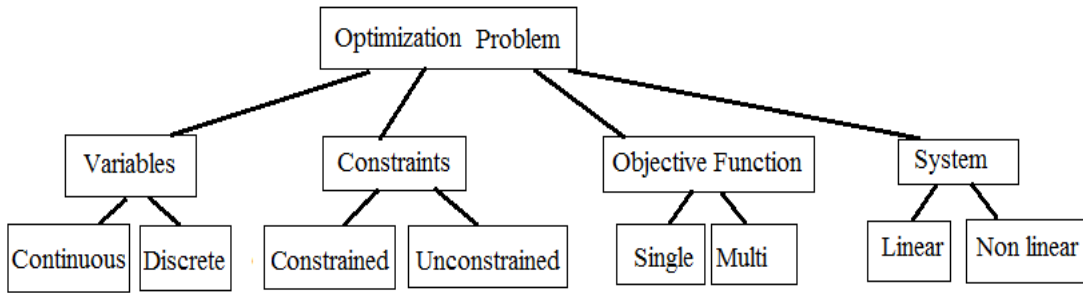 Optimization Problem
Variables
Constraints
Objective Function
System
Continuous
Discrete
Constrained
Unconstrained
Single
Multi
Linear
Non linear